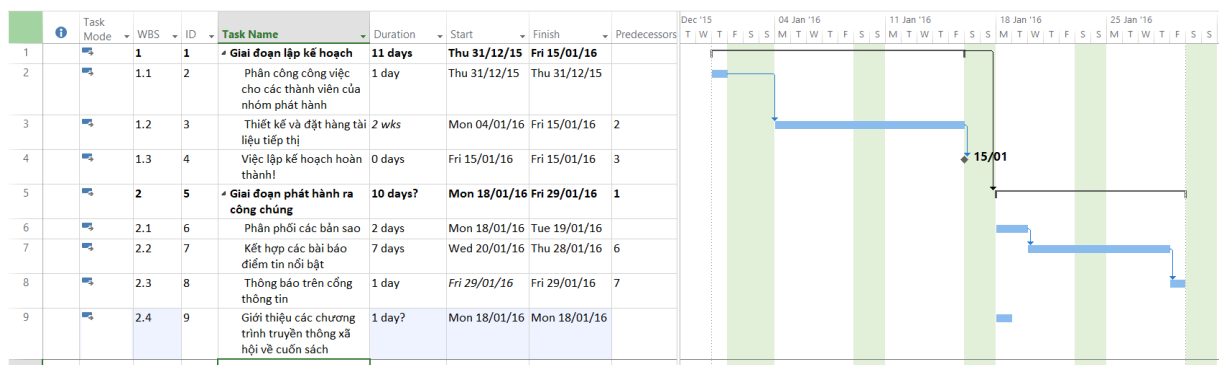 Task Mode WBS ID Task Name Duration Start Finish Predecessors
Dec '15 04 Jan '16 11 Jan '16 18 Jan '16 25 Jan '16
T W T F S S M T W T F S S M T W T F S S M T W T F S S M T W T F S S
1 1 1 Giai đoạn lập kế hoạch 11 days Thu 31/12/15 Fri 15/01/16
2 1.1 2 Phân công công việc 1 day Thu 31/12/15 Thu 31/12/15
cho các thành viên của
nhóm phát hành
3 1.2 3 Thiết kế và đặt hàng tài 2 wks Mon 04/01/16 Fri 15/01/16 2
liệu tiếp thị
4 1.3 4 Việc lập kế hoạch hoàn 0 days Fri 15/01/16 Fri 15/01/16 3
thành!
15/01
5 2 5 Giai đoạn phát hành ra 10 days? Mon 18/01/16 Fri 29/01/16 1
công chúng
6 2.1 6 Phân phối các bản sao 2 days Mon 18/01/16 Tue 19/01/16
7 2.2 7 Kết hợp các bài báo 7 days Wed 20/01/16 Thu 28/01/16 6
điểm tin nổi bật
8 2.3 8 Thông báo trên cổng 1 day Fri 29/01/16 Fri 29/01/16 7
thông tin
9 2.4 9 Giới thiệu các chương 1 day? Mon 18/01/16 Mon 18/01/16
trình truyền thông xã
hội về cuốn sách